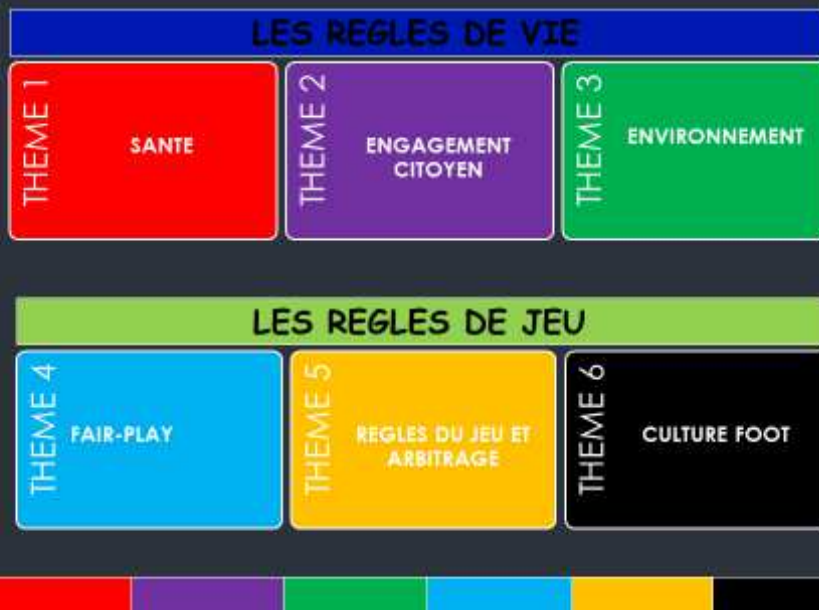 LES REGLES DE VIE
THEME 1
SANTE
THEME 2
ENGAGEMENT
CITOYEN
THEME 3
ENVIRONNEMENT
LES REGLES DE JEU
THEME 4
FAIR-PLAY
THEME 5
REGLES DU JEU ET
ARBITRAGE
THEME 6
CULTURE FOOT